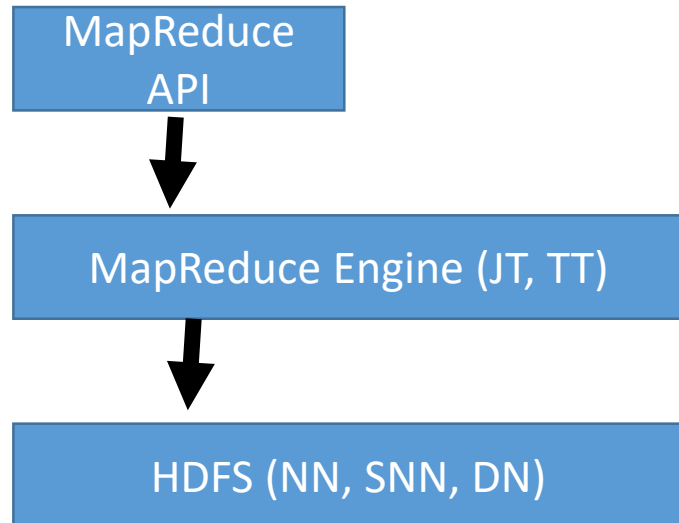 MapReduce
API
MapReduce Engine (JT, TT)
HDFS (NN, SNN, DN)